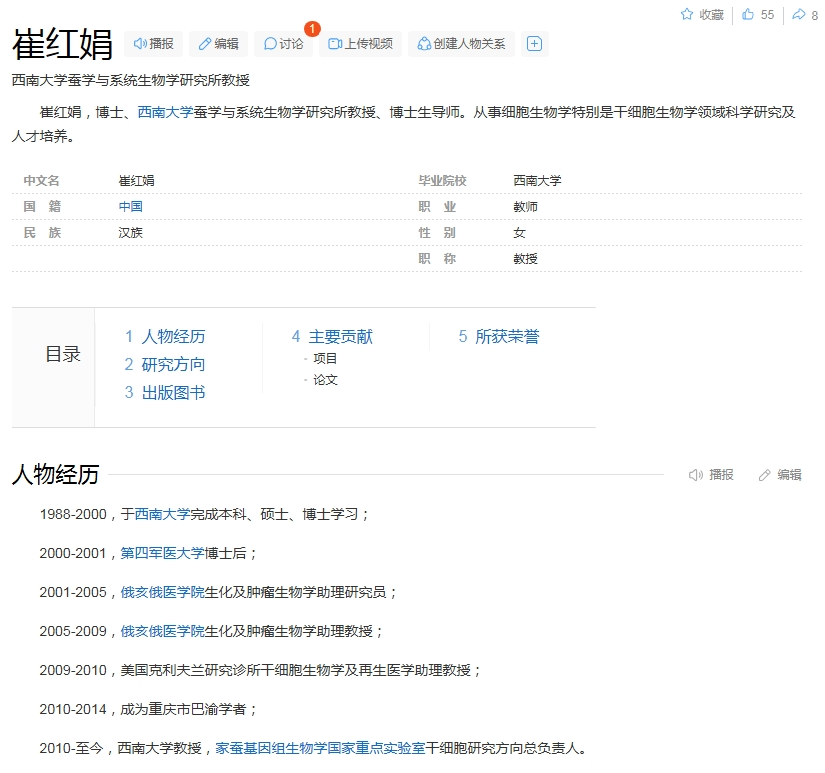 收藏 55 8
崔红娟 播报 编辑 讨论 1 上传视频 创建人物关系
西南大学蚕学与系统生物学研究所教授
崔红娟，博士、西南大学蚕学与系统生物学研究所教授、博士生导师。从事细胞生物学特别是干细胞生物学领域科学研究及
人才培养。
中文名 崔红娟 毕业院校 西南大学
国 籍 中国 职 业 教师
民 族 汉族 性 别 女
职 称 教授
目录
1 人物经历
2 研究方向
3 出版图书
4 主要贡献
- 项目
- 论文
5 所获荣誉
人物经历 播报 编辑
1988-2000，于西南大学完成本科、硕士、博士学习；
2000-2001，第四军医大学博士后；
2001-2005，俄亥俄医学院生化及肿瘤生物学助理研究员；
2005-2009，俄亥俄医学院生化及肿瘤生物学助理教授；
2009-2010，美国克利夫兰研究诊所干细胞生物学及再生医学助理教授；
2010-2014，成为重庆市巴渝学者；
2010-至今，西南大学教授，家蚕基因组生物学国家重点实验室干细胞研究方向总负责人。